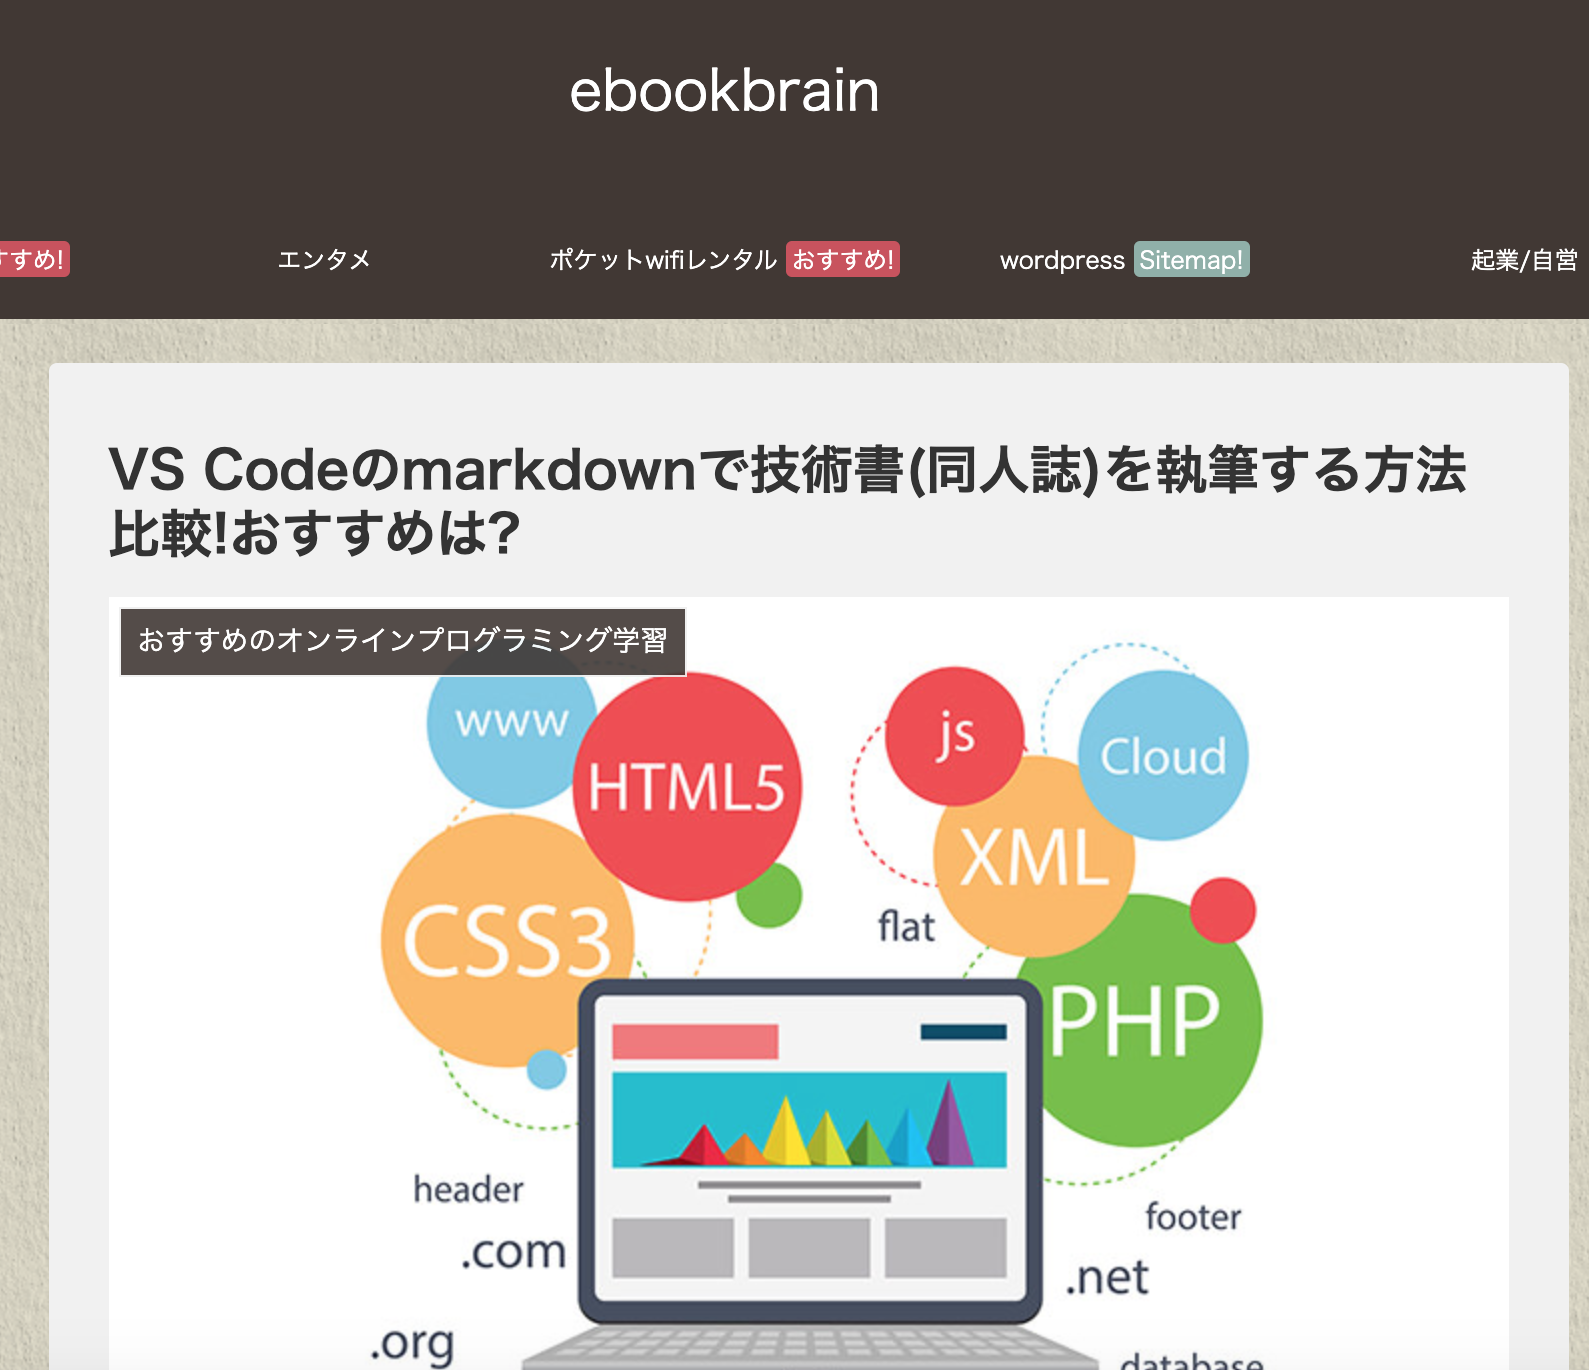 ebookbrain
すすめ!
エンタメ
ポケットwifiレンタル おすすめ!
wordpress Sitemap!
起業/自営
VS Codeのmarkdownで技術書(同人誌)を執筆する方法
比較!おすすめは?
おすすめのオンラインプログラミング学習
www
HTML5
js
Cloud
XML
CSS3
flat
PHP
header
footer
.com
.net
.org
database